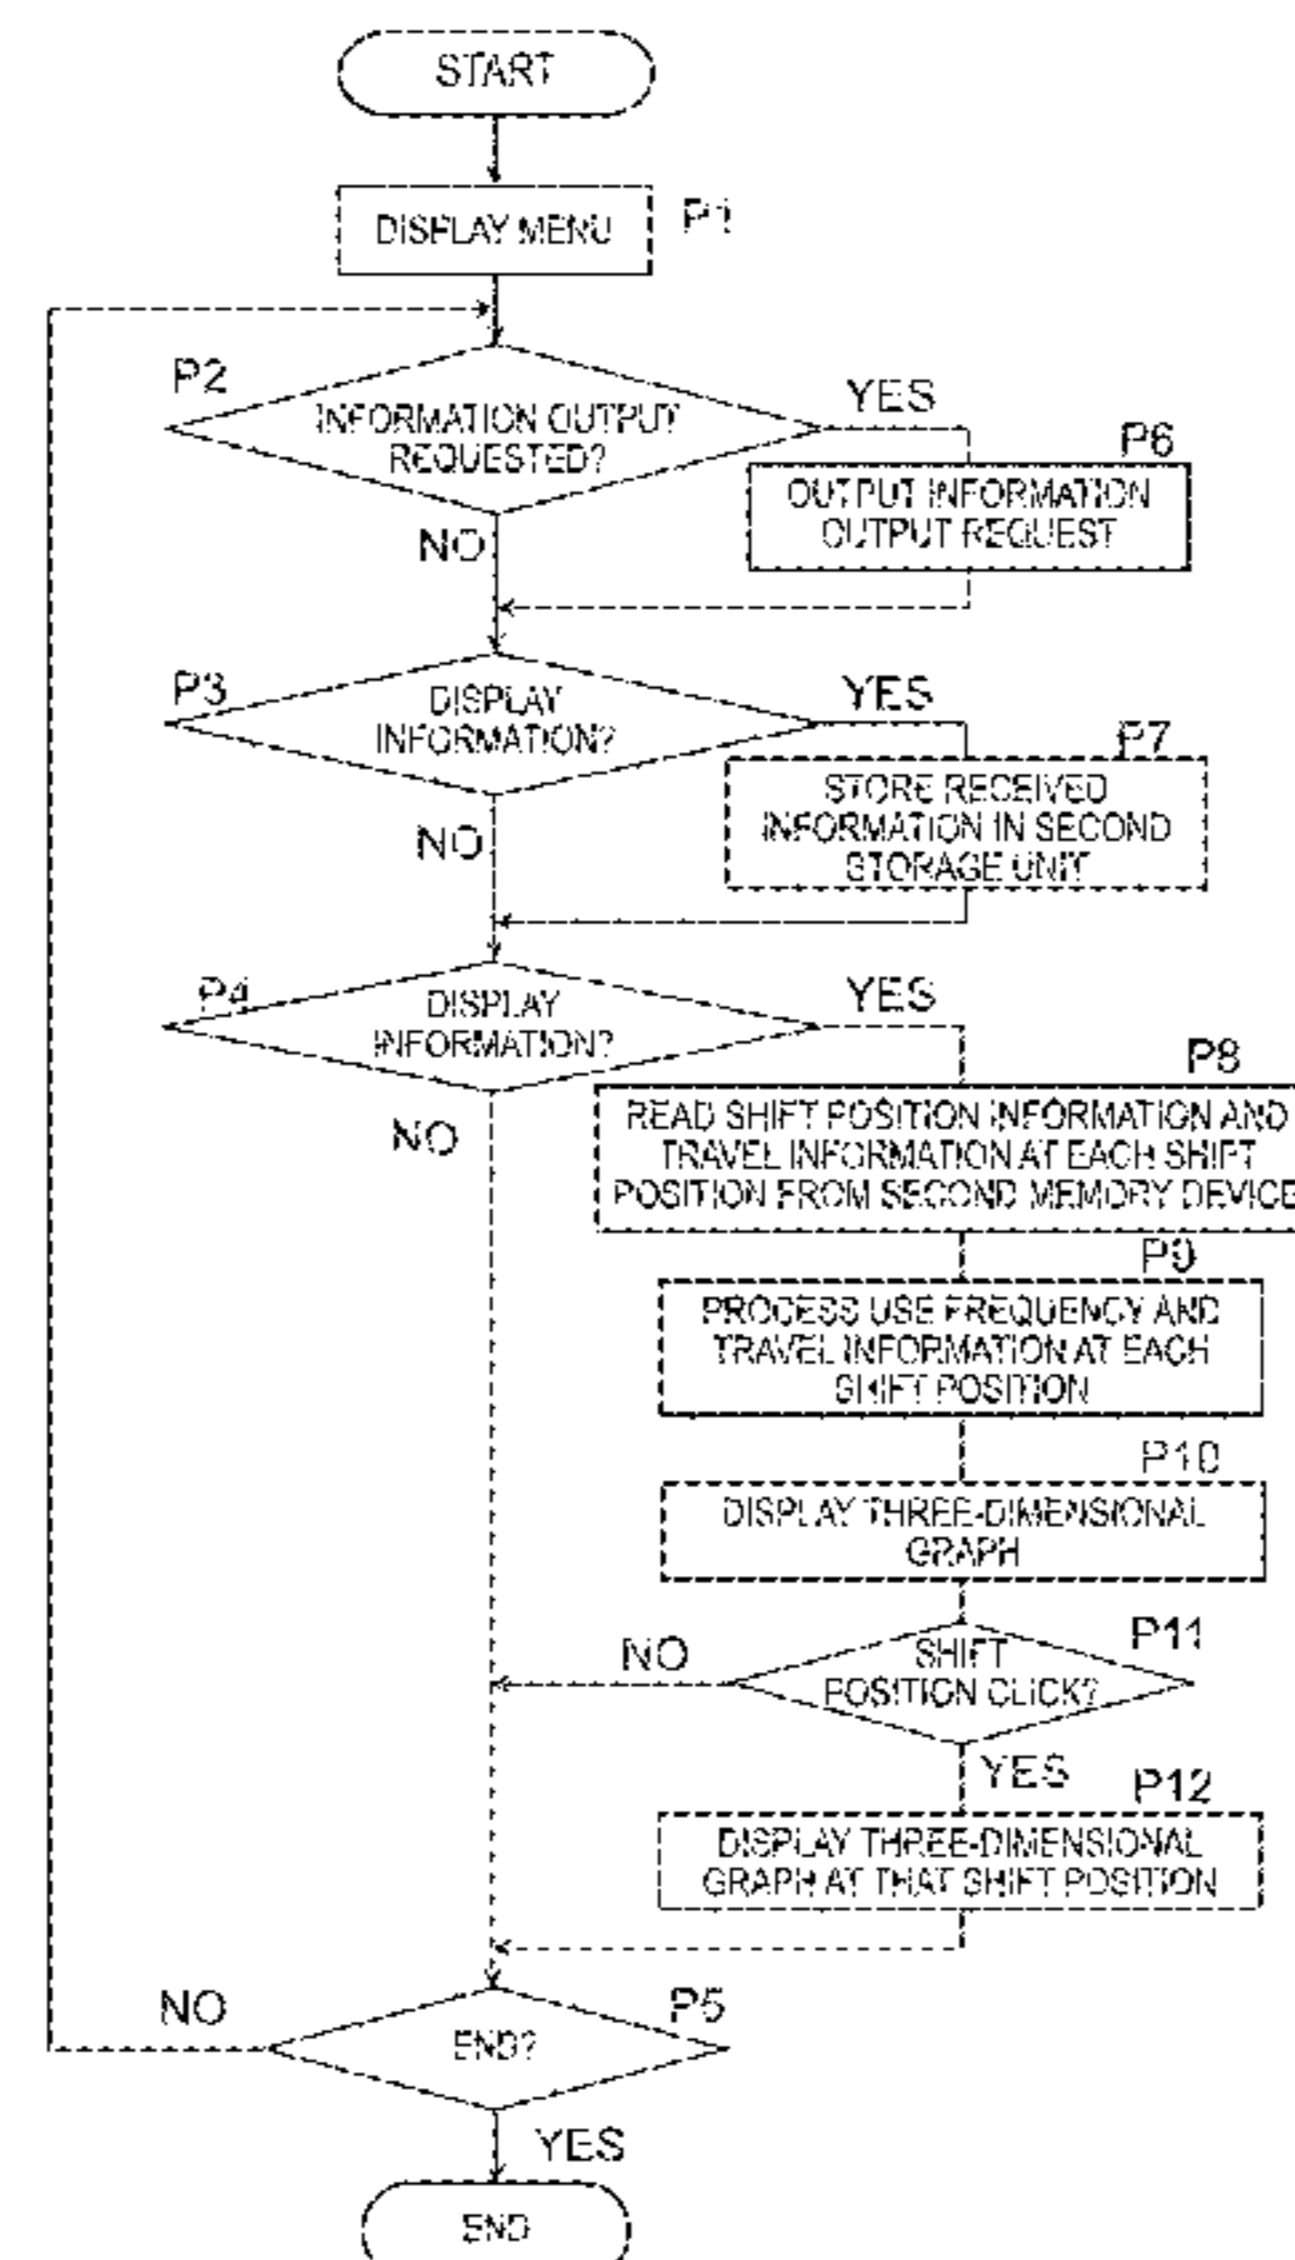 START
DISPLAY MENU
P1
P2
INFORMATION OUTPUT
REQUESTED?
YES
NO
P6
OUTPUT INFORMATION
OUTPUT REQUEST
P3
DISPLAY
INFORMATION?
YES
NO
P7
STORE RECEIVED
INFORMATION IN SECOND
STORAGE UNIT
P4
DISPLAY
INFORMATION?
YES
NO
P8
READ SHIFT POSITION INFORMATION AND
TRAVEL INFORMATION AT EACH SHIFT
POSITION FROM SECOND MEMORY DEVICE
P9
PROCESS USE FREQUENCY AND
TRAVEL INFORMATION AT EACH
SHIFT POSITION
P10
DISPLAY THREE-DIMENSIONAL
GRAPH
P11
SHIFT
POSITION CLICK?
NO
YES
P12
DISPLAY THREE-DIMENSIONAL
GRAPH AT THAT SHIFT POSITION
P5
END?
NO
YES
END